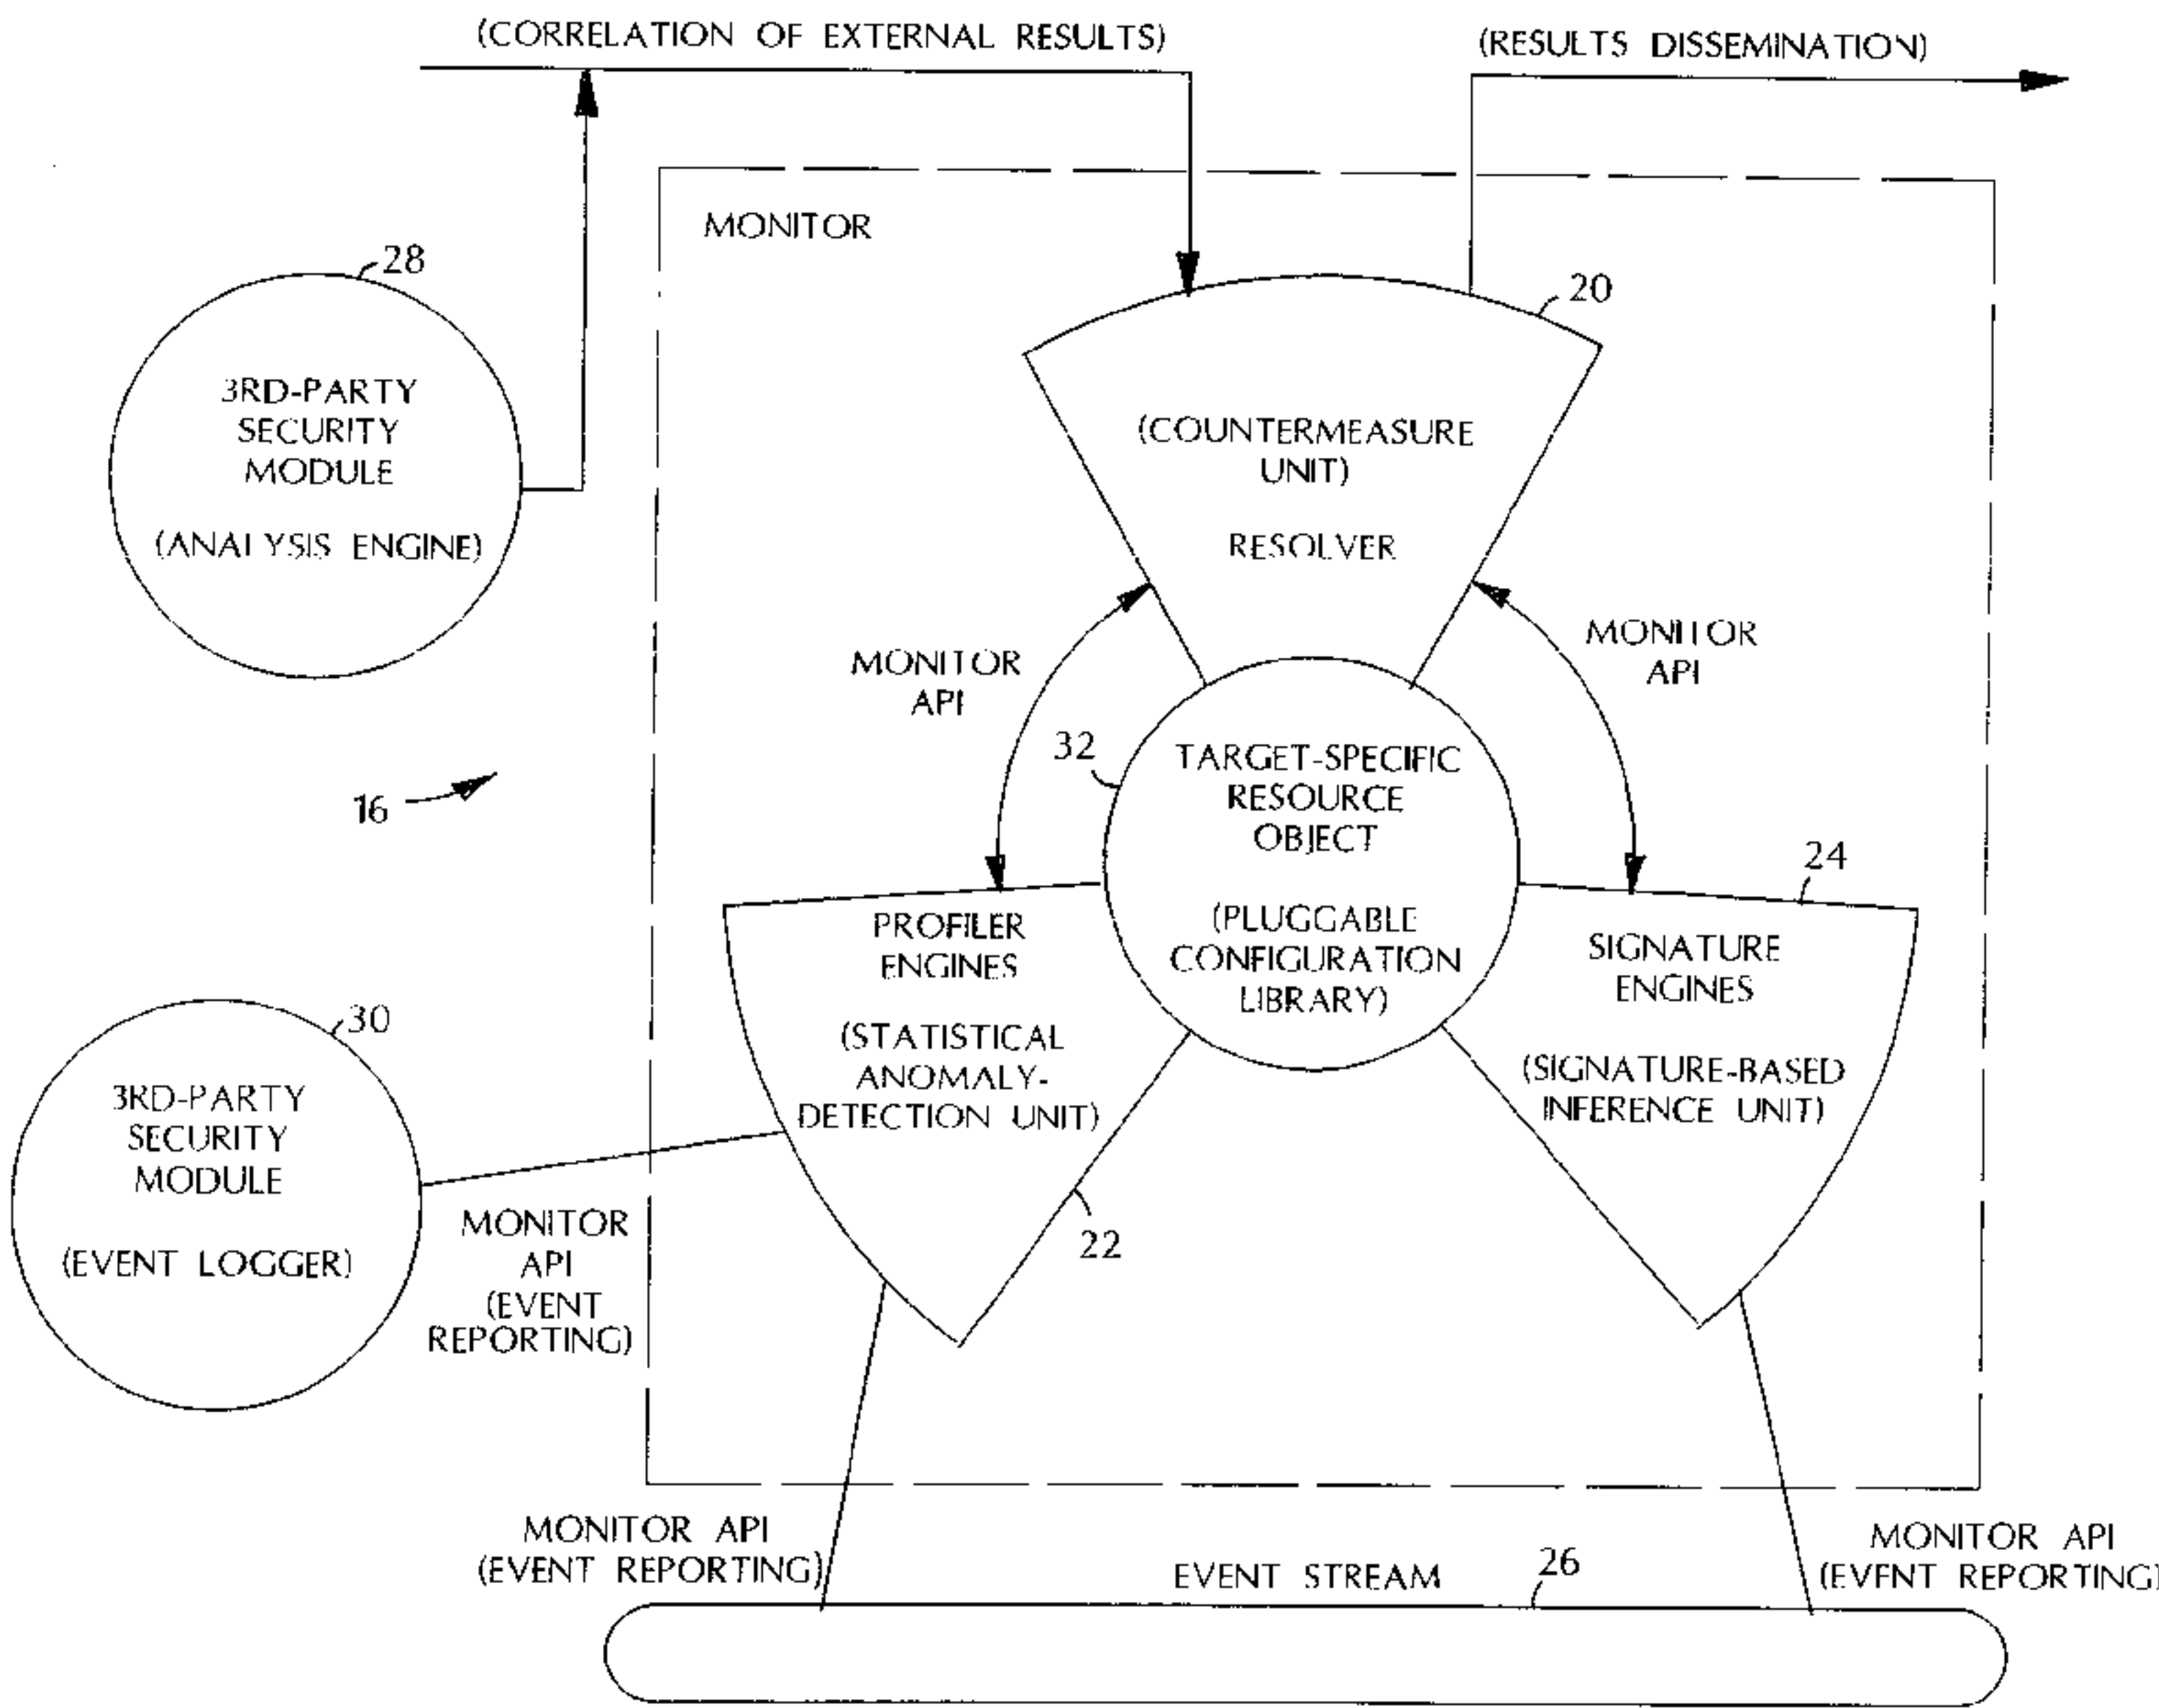 (CORRELATION OF EXTERNAL RESULTS)
(RESULTS DISSEMINATION)
MONITOR
28
20
3RD-PARTY
SECURITY
MODULE
(ANALYSIS ENGINE)
(COUNTERMEASURE
UNIT)
RESOLVER
MONITOR
API
MONITOR
API
32
16
TARGET-SPECIFIC
RESOURCE
OBJECT
(PLUGGABLE
CONFIGURATION
LIBRARY)
24
PROFILER
ENGINES
(STATISTICAL
ANOMALY-
DETECTION UNIT)
22
SIGNATURE
ENGINES
(SIGNATURE-BASED
INFERENCE UNIT)
30
3RD-PARTY
SECURITY
MODULE
(EVENT LOGGER)
MONITOR
API
(EVENT
REPORTING)
MONITOR API
(EVENT REPORTING)
EVENT STREAM
26
MONITOR API
(EVENT REPORTING)